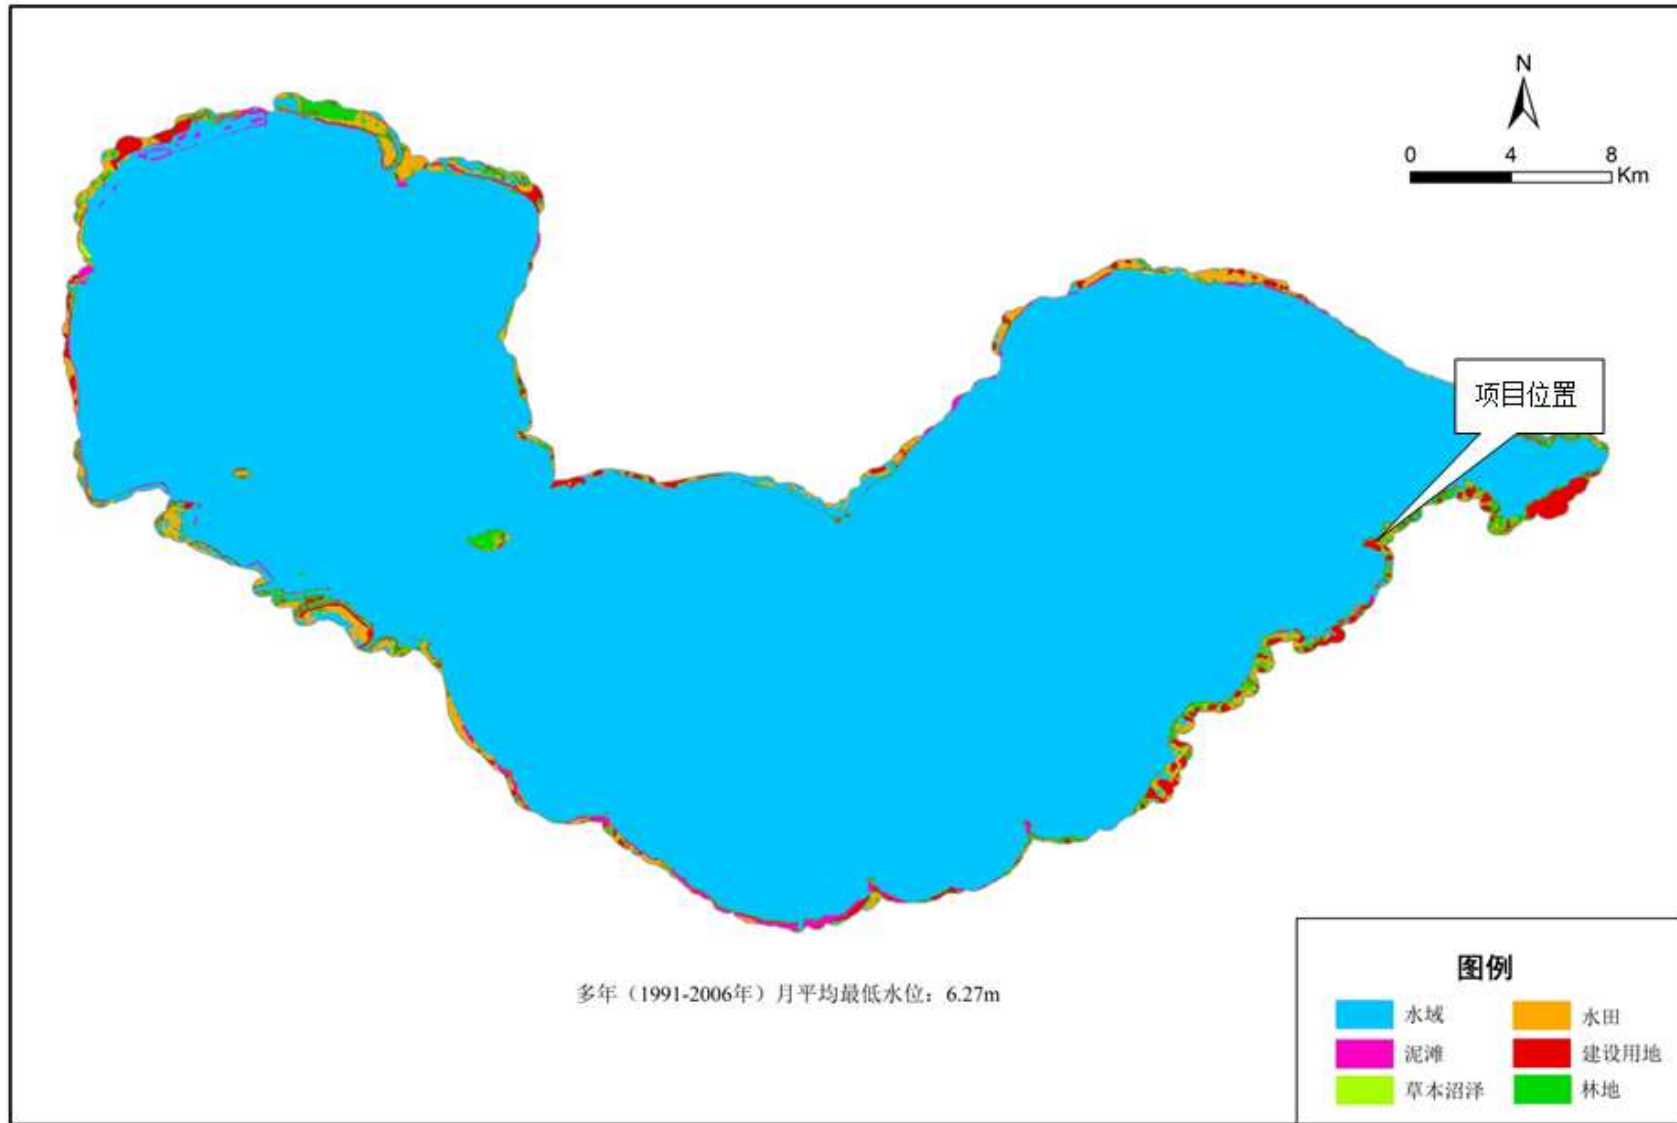 N
0 4 8
Km
项目位置
多年（1991-2006年）月平均最低水位：6.27m
图例
水域 水田
泥滩 建设用地
草本沼泽 林地